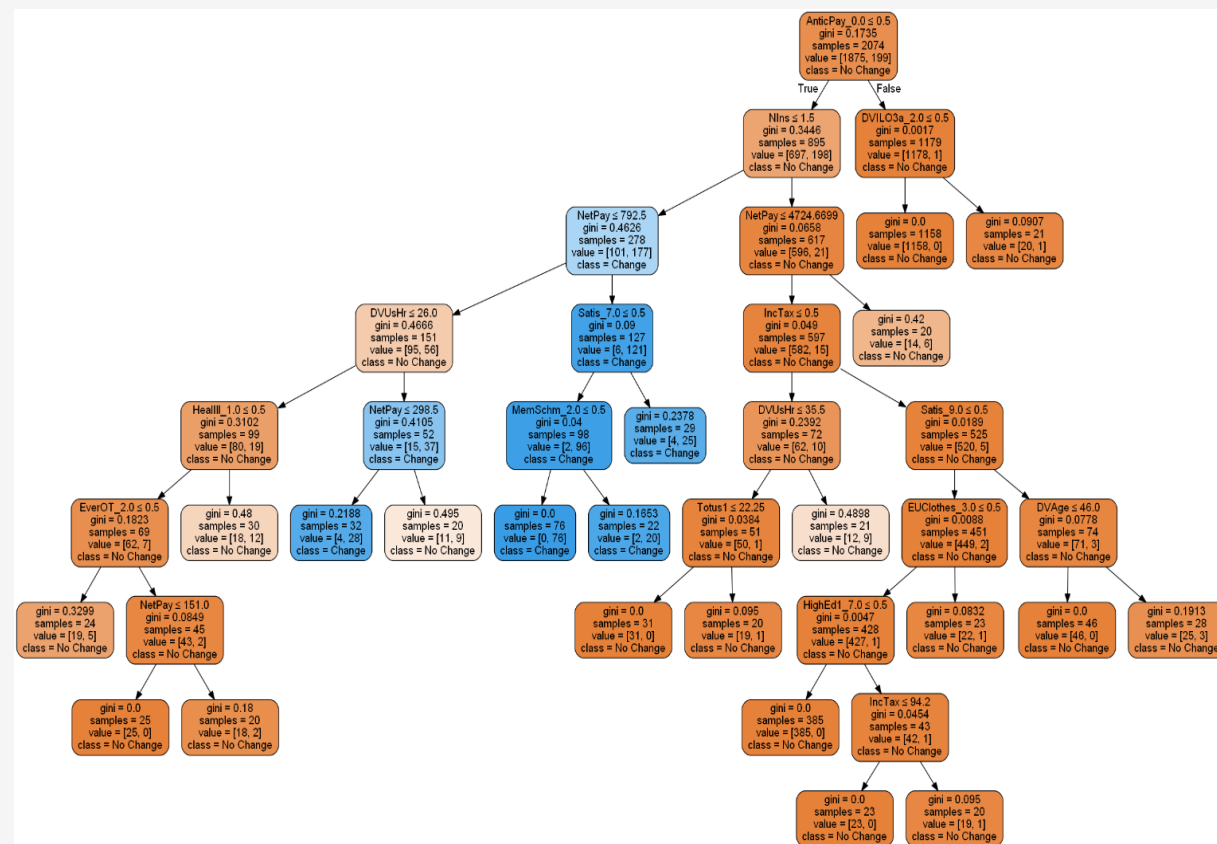 AnticPay_0.0 ≤ 0.5
gini = 0.1735
samples = 2074
value = [1875, 199]
class = No Change
True
False
NIns ≤ 1.5
gini = 0.3446
samples = 895
value = [697, 198]
class = No Change
DVILO3a_2.0 ≤ 0.5
gini = 0.0017
samples = 1179
value = [1178, 1]
class = No Change
NetPay ≤ 792.5
gini = 0.4626
samples = 278
value = [101, 177]
class = Change
NetPay ≤ 4724.6699
gini = 0.0658
samples = 617
value = [596, 21]
class = No Change
gini = 0.0
samples = 1158
value = [1158, 0]
class = No Change
gini = 0.0907
samples = 21
value = [20, 1]
class = No Change
DVUsHr ≤ 26.0
gini = 0.4666
samples = 151
value = [95, 56]
class = No Change
Satis_7.0 ≤ 0.5
gini = 0.09
samples = 127
value = [6, 121]
class = Change
IncTax ≤ 0.5
gini = 0.049
samples = 597
value = [582, 15]
class = No Change
gini = 0.42
samples = 20
value = [14, 6]
class = No Change
HealIll_1.0 ≤ 0.5
gini = 0.3102
samples = 99
value = [80, 19]
class = No Change
NetPay ≤ 298.5
gini = 0.4105
samples = 52
value = [15, 37]
class = Change
MemSchm_2.0 ≤ 0.5
gini = 0.04
samples = 98
value = [2, 96]
class = Change
gini = 0.2378
samples = 29
value = [4, 25]
class = Change
DVUsHr ≤ 35.5
gini = 0.2392
samples = 72
value = [62, 10]
class = No Change
Satis_9.0 ≤ 0.5
gini = 0.0189
samples = 525
value = [520, 5]
class = No Change
EverOT_2.0 ≤ 0.5
gini = 0.1823
samples = 69
value = [62, 7]
class = No Change
gini = 0.48
samples = 30
value = [18, 12]
class = No Change
gini = 0.2188
samples = 32
value = [4, 28]
class = Change
gini = 0.495
samples = 20
value = [11, 9]
class = No Change
gini = 0.0
samples = 76
value = [0, 76]
class = Change
gini = 0.1653
samples = 22
value = [2, 20]
class = Change
Totus1 ≤ 22.25
gini = 0.0384
samples = 51
value = [50, 1]
class = No Change
gini = 0.4898
samples = 21
value = [12, 9]
class = No Change
EUClothes_3.0 ≤ 0.5
gini = 0.0088
samples = 451
value = [449, 2]
class = No Change
DVAge ≤ 46.0
gini = 0.0778
samples = 74
value = [71, 3]
class = No Change
gini = 0.3299
samples = 24
value = [19, 5]
class = No Change
NetPay ≤ 151.0
gini = 0.0849
samples = 45
value = [43, 2]
class = No Change
gini = 0.0
samples = 31
value = [31, 0]
class = No Change
gini = 0.095
samples = 20
value = [19, 1]
class = No Change
HighEd1_7.0 ≤ 0.5
gini = 0.0047
samples = 428
value = [427, 1]
class = No Change
gini = 0.0832
samples = 23
value = [22, 1]
class = No Change
gini = 0.0
samples = 46
value = [46, 0]
class = No Change
gini = 0.1913
samples = 28
value = [25, 3]
class = No Change
gini = 0.0
samples = 25
value = [25, 0]
class = No Change
gini = 0.18
samples = 20
value = [18, 2]
class = No Change
gini = 0.0
samples = 385
value = [385, 0]
class = No Change
IncTax ≤ 94.2
gini = 0.0454
samples = 43
value = [42, 1]
class = No Change
gini = 0.0
samples = 23
value = [23, 0]
class = No Change
gini = 0.095
samples = 20
value = [19, 1]
class = No Change